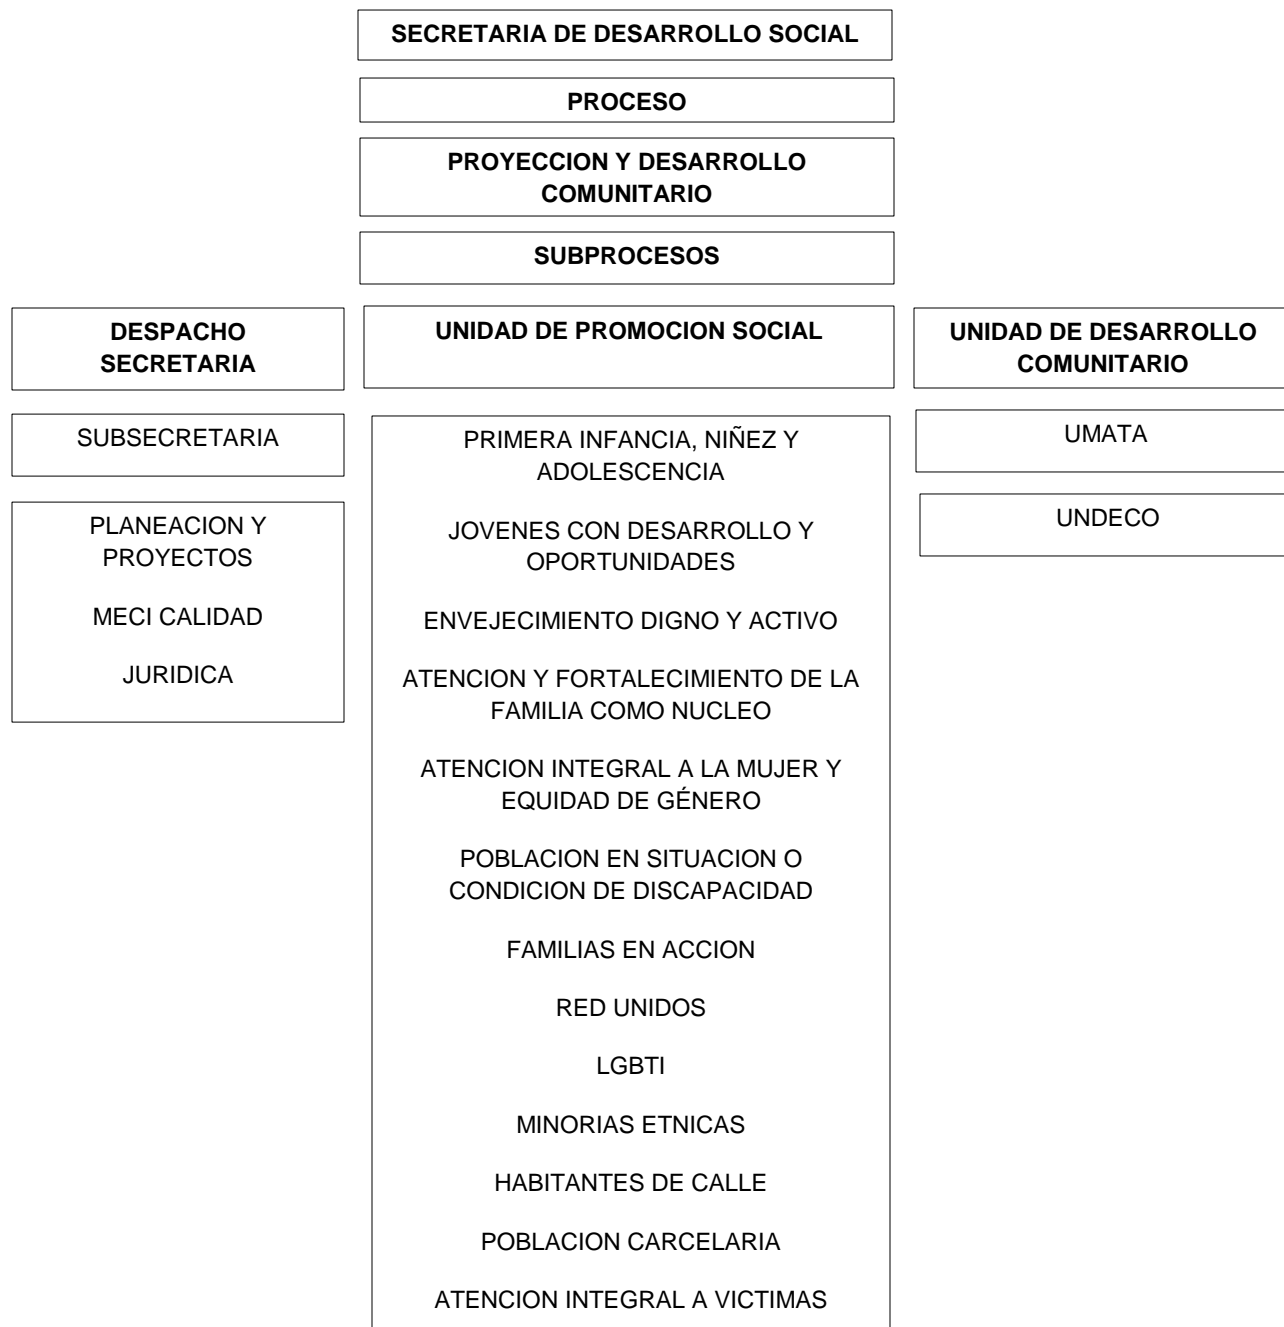 SECRETARIA DE DESARROLLO SOCIAL
PROCESO
PROYECCION Y DESARROLLO
COMUNITARIO
SUBPROCESOS
DESPACHO
SECRETARIA
SUBSECRETARIA
PLANEACION Y
PROYECTOS
MECI CALIDAD
JURIDICA
UNIDAD DE PROMOCION SOCIAL
PRIMERA INFANCIA, NIÑEZ Y
ADOLESCENCIA
JOVENES CON DESARROLLO Y
OPORTUNIDADES
ENVEJECIMIENTO DIGNO Y ACTIVO
ATENCION Y FORTALECIMIENTO DE LA
FAMILIA COMO NUCLEO
ATENCION INTEGRAL A LA MUJER Y
EQUIDAD DE GÉNERO
POBLACION EN SITUACION O
CONDICION DE DISCAPACIDAD
FAMILIAS EN ACCION
RED UNIDOS
LGBTI
MINORIAS ETNICAS
HABITANTES DE CALLE
POBLACION CARCELARIA
ATENCION INTEGRAL A VICTIMAS
UNIDAD DE DESARROLLO
COMUNITARIO
UMATA
UNDECO